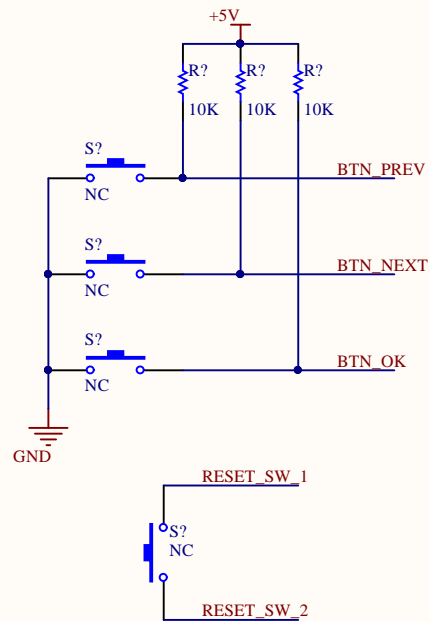 +5V
R? R? R?
10K 10K 10K
S?
BTN_PREV
NC
S?
BTN_NEXT
NC
S?
BTN_OK
NC
GND
RESET_SW_1
S?
NC
RESET_SW_2